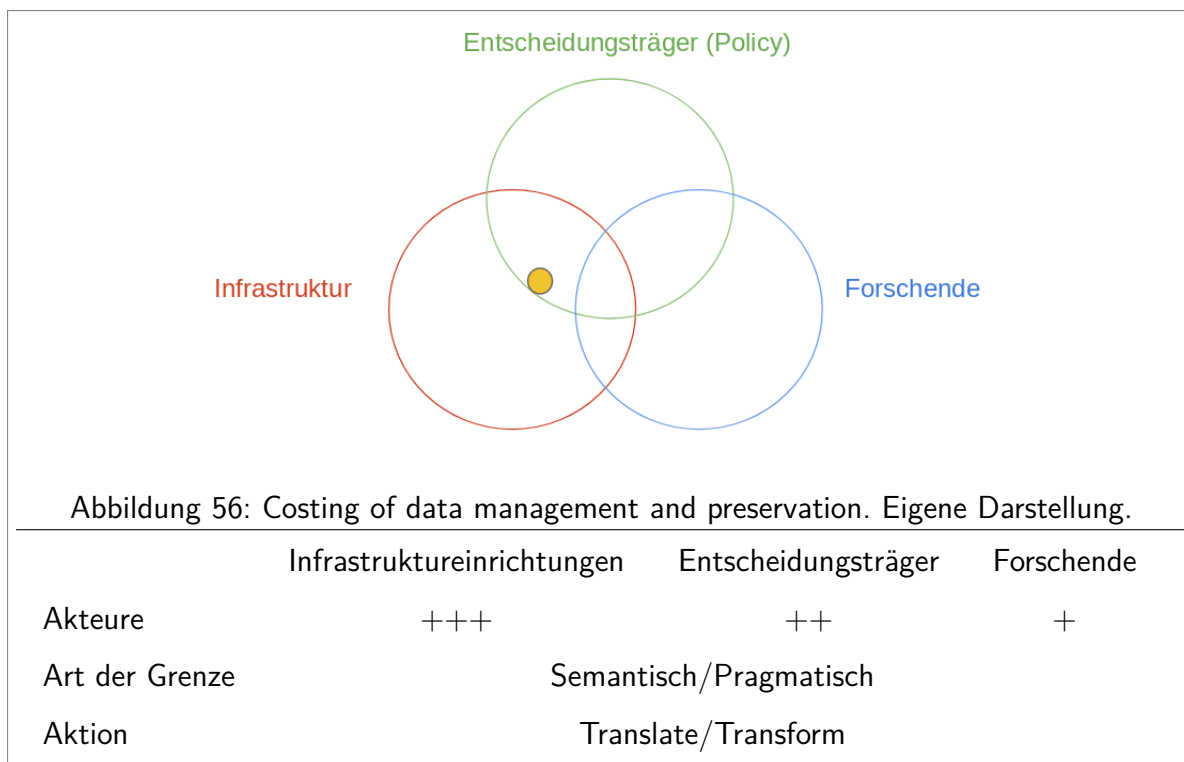 Entscheidungsträger (Policy)
Infrastruktur
Forschende
Abbildung 56: Costing of data management and preservation. Eigene Darstellung.
Infrastruktureinrichtungen Entscheidungsträger Forschende
Akteure +++ ++ +
Art der Grenze Semantisch/Pragmatisch
Aktion Translate/Transform